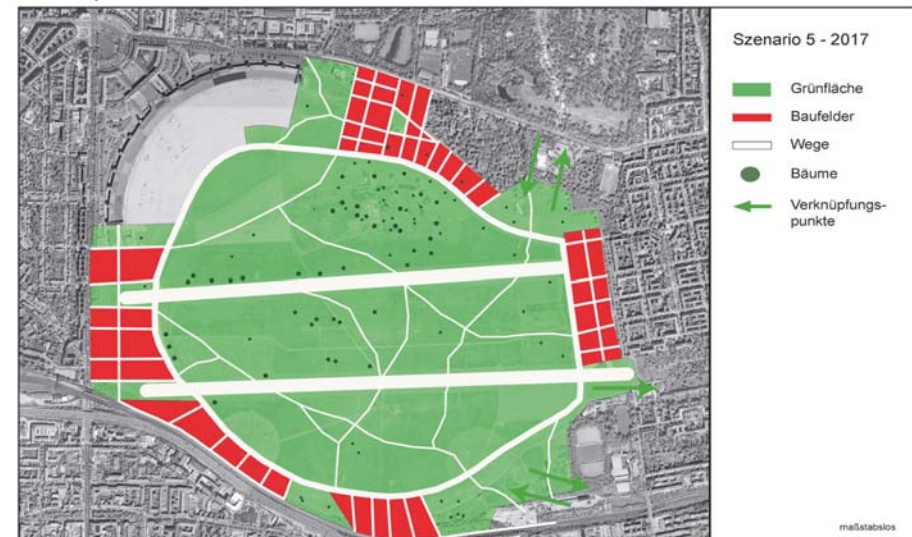 Szenario 5 - 2017
Grünfläche
Baufelder
Wege
Bäume
Verknüpfungs-
punkte
maßstabslos